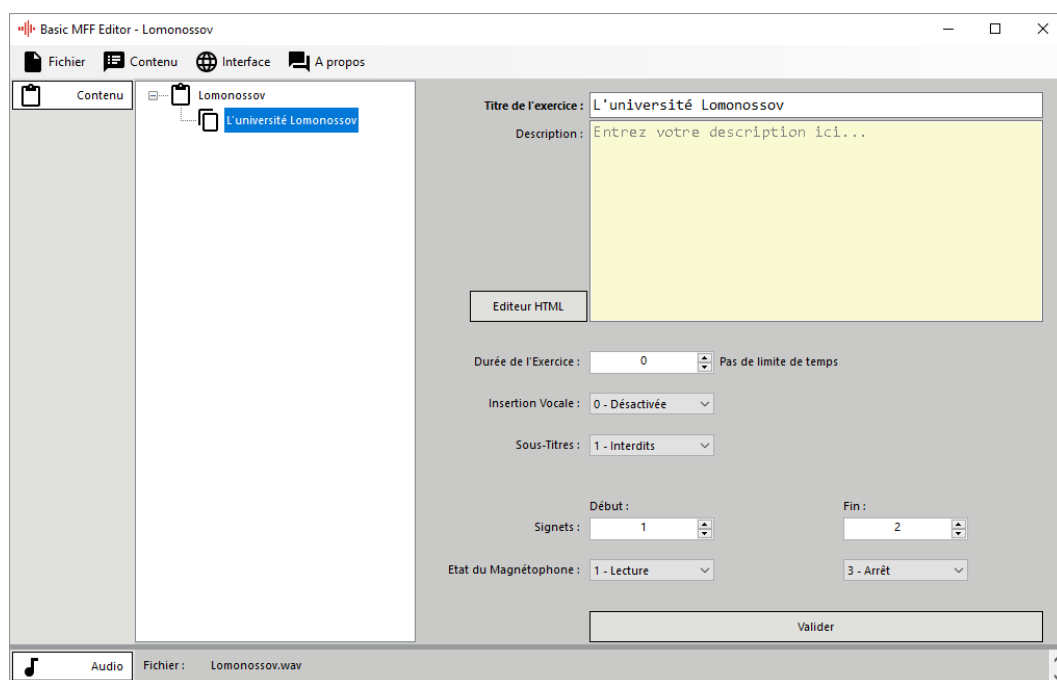 Basic MFF Editor - Lomonossov
Fichier Contenu Interface A propos
Contenu
Lomonossov
L'université Lomonossov
Titre de l'exercice : L'université Lomonossov
Description : Entrez votre description ici...
Editeur HTML
Durée de l'Exercice : 0 Pas de limite de temps
Insertion Vocale : 0 - Désactivée
Sous-Titres : 1 - Interdits
Début : Fin :
Signets : 1 2
Etat du Magnétophone : 1 - Lecture 3 - Arrêt
Valider
Audio Fichier : Lomonossov.wav